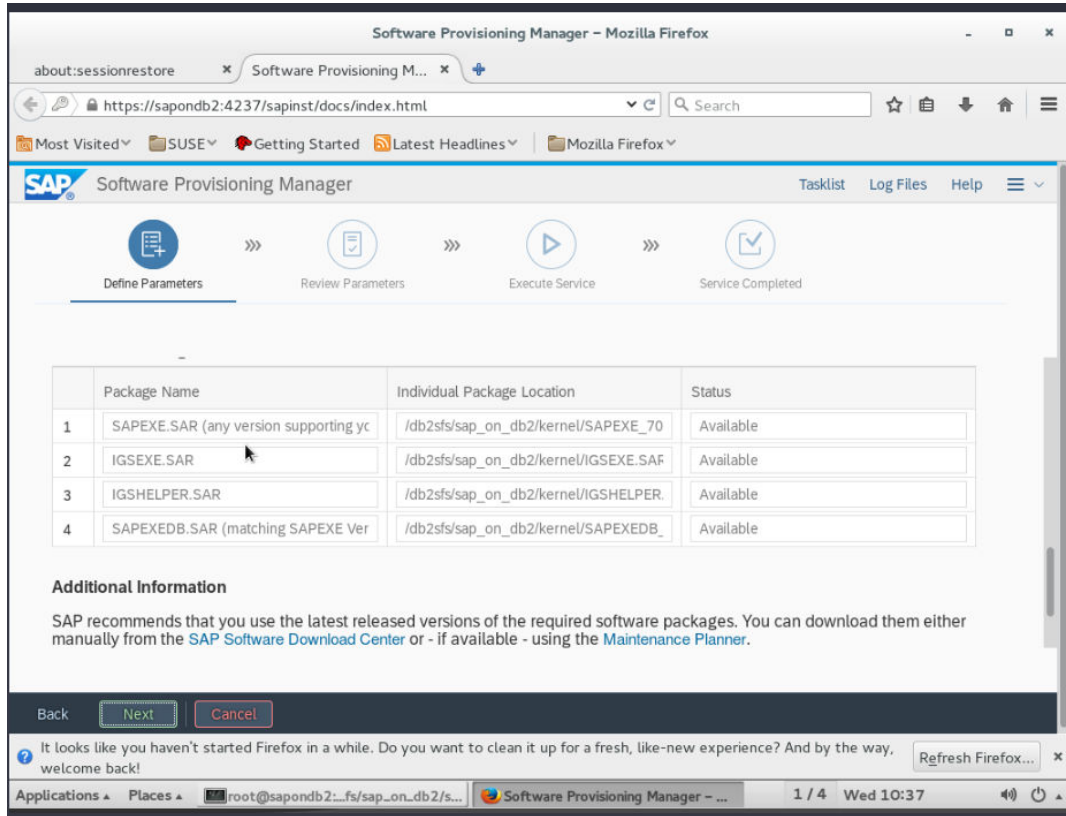 Software Provisioning Manager – Mozilla Firefox
about:sessionrestore
Software Provisioning M...
https://sapondb2:4237/sapinst/docs/index.html
Search
Most Visited
SUSE
Getting Started
Latest Headlines
Mozilla Firefox
SAP Software Provisioning Manager
Tasklist
Log Files
Help
Define Parameters
Review Parameters
Execute Service
Service Completed
Package Name Individual Package Location Status
1 SAPEXE.SAR (any version supporting yo /db2sfs/sap_on_db2/kernel/SAPEXE_70 Available
2 IGSEXE.SAR /db2sfs/sap_on_db2/kernel/IGSEXE.SAR Available
3 IGSHELPER.SAR /db2sfs/sap_on_db2/kernel/IGSHELPER. Available
4 SAPEXEDB.SAR (matching SAPEXE Ver /db2sfs/sap_on_db2/kernel/SAPEXEDB_ Available
Additional Information
SAP recommends that you use the latest released versions of the required software packages. You can download them either
manually from the SAP Software Download Center or - if available - using the Maintenance Planner.
Back
Next
Cancel
It looks like you haven't started Firefox in a while. Do you want to clean it up for a fresh, like-new experience? And by the way,
welcome back!
Refresh Firefox...
Applications
Places
root@sapondb2:...fs/sap_on_db2/s...
Software Provisioning Manager – ...
1 / 4
Wed 10:37